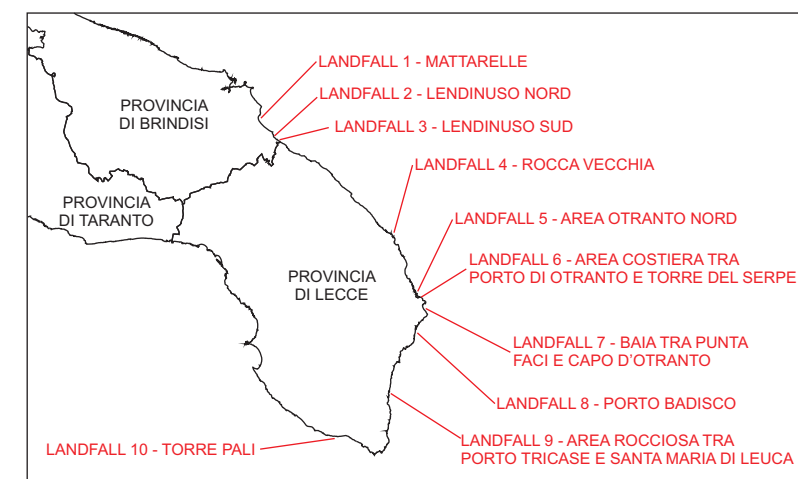 LANDFALL 1 - MATTARELLE
LANDFALL 2 - LENDINUSO NORD
PROVINCIA
DI BRINDISI
LANDFALL 3 - LENDINUSO SUD
LANDFALL 4 - ROCCA VECCHIA
PROVINCIA
DI TARANTO
LANDFALL 5 - AREA OTRANTO NORD
LANDFALL 6 - AREA COSTIERA TRA
PORTO DI OTRANTO E TORRE DEL SERPE
PROVINCIA
DI LECCE
LANDFALL 7 - BAIA TRA PUNTA
FACI E CAPO D'OTRANTO
LANDFALL 8 - PORTO BADISCO
LANDFALL 9 - AREA ROCCIOSA TRA
PORTO TRICASE E SANTA MARIA DI LEUCA
LANDFALL 10 - TORRE PALI